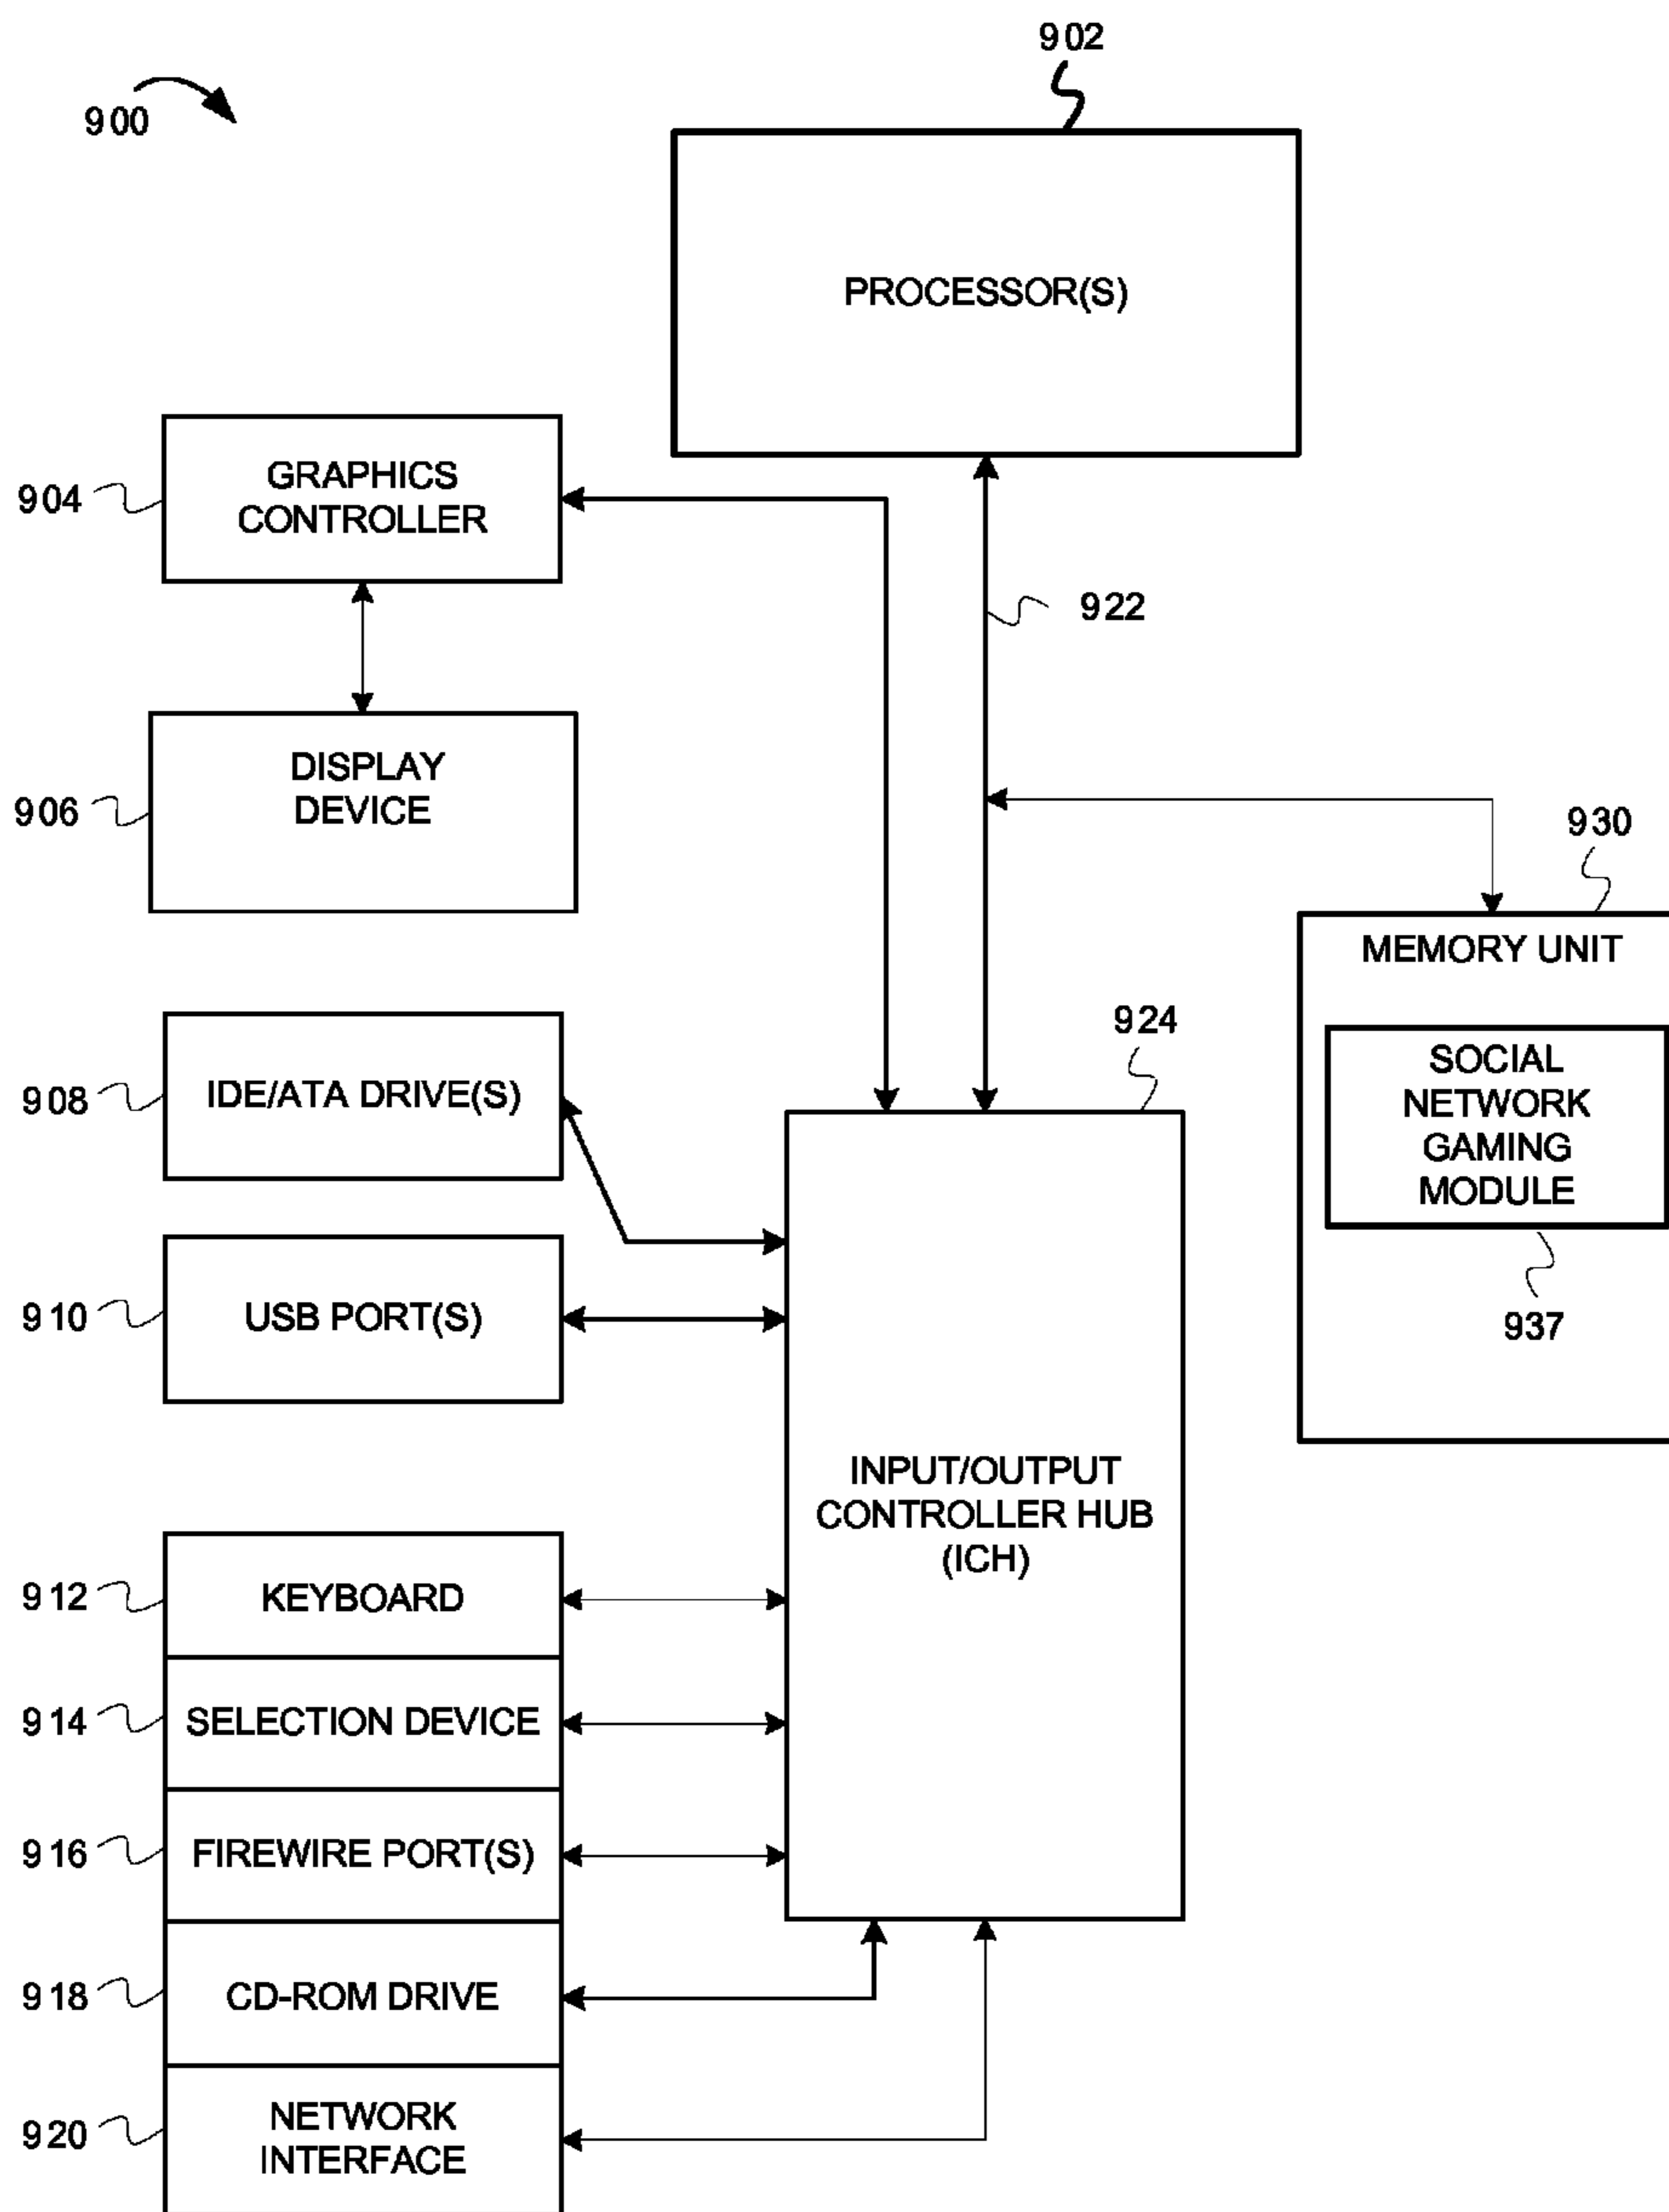 902
900
PROCESSOR(S)
904
GRAPHICS
CONTROLLER
922
906
DISPLAY
DEVICE
930
MEMORY UNIT
924
SOCIAL
NETWORK
GAMING
MODULE
937
908
IDE/ATA DRIVE(S)
910
USB PORT(S)
INPUT/OUTPUT
CONTROLLER HUB
(ICH)
912
KEYBOARD
914
SELECTION DEVICE
916
FIREWIRE PORT(S)
918
CD-ROM DRIVE
920
NETWORK
INTERFACE